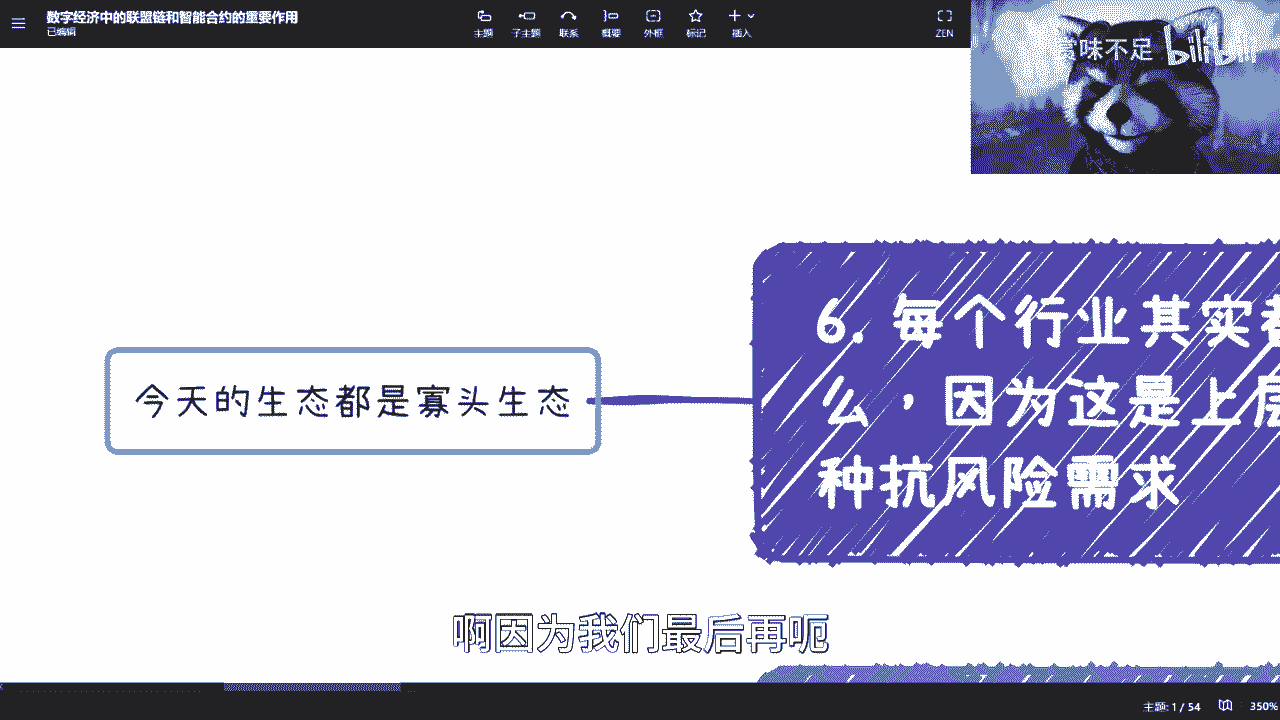 数字经济中的联盟链和智能合约的重要作用
已编辑
主题
子主题
联系
概要
外框
标记
插入
ZEN
赏味不足 bilibili
6. 每个行业其实
么，因为这是上层
种抗风险需求
今天的生态都是寡头生态
啊因为我们最后再呃
主题: 1 / 54
350%